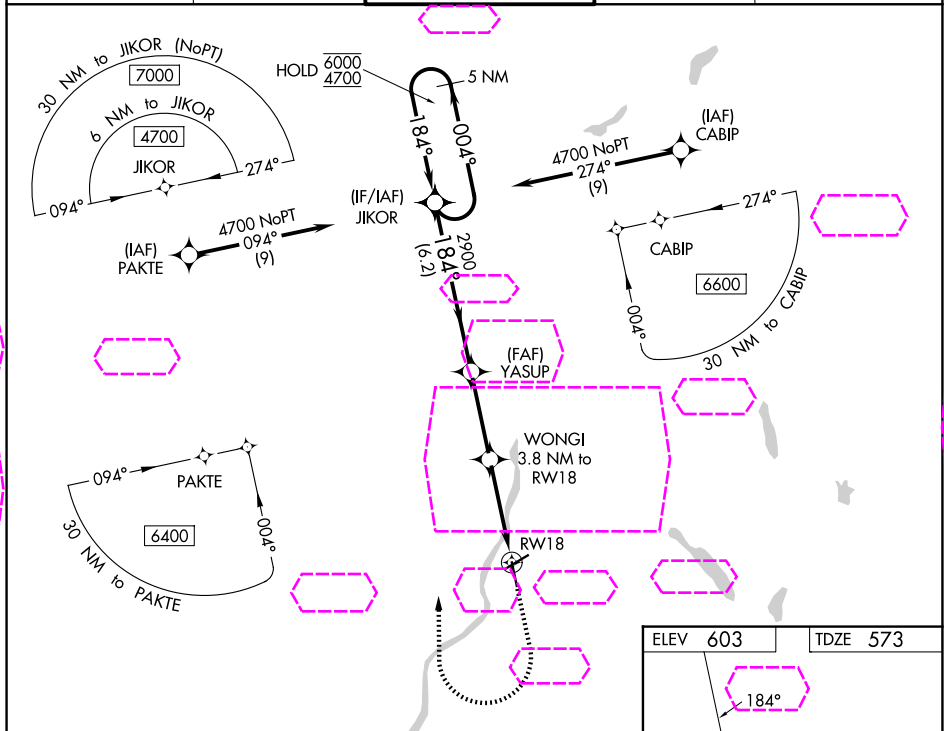 30 NM to JIKOR (NoPT)
7000
6 NM to JIKOR
4700
JIKOR
094°
274°
HOLD 6000
4700
5 NM
184°
004°
(IAF)
CABIP
4700 NoPT
274°
(9)
(IF/IAF)
JIKOR
4700 NoPT
094°
(9)
(IAF)
PAKTE
184°
2900
(6.2)
274°
CABIP
6600
004°
30 NM to CABIP
(FAF)
YASUP
WONGI
3.8 NM to
RW18
094°
PAKTE
6400
004°
30 NM to PAKTE
RW18
ELEV 603
TDZE 573
184°